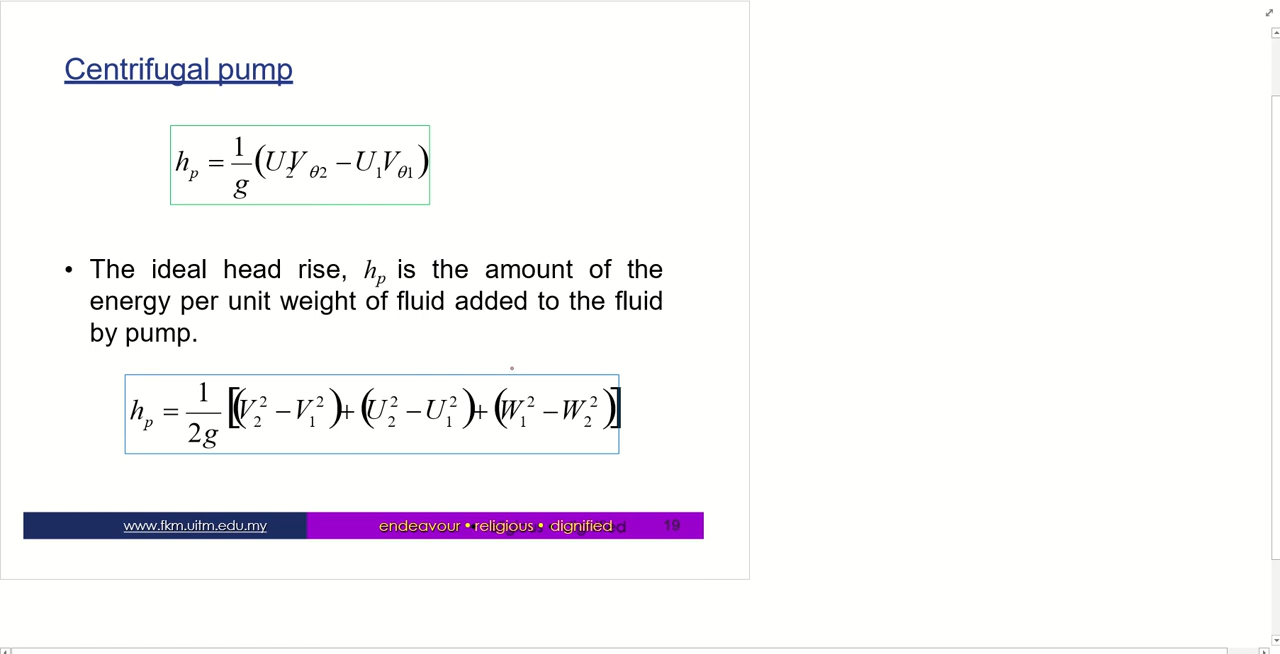 Centrifugal pump
h_p = 1/g (U_2 V_θ2 − U_1 V_θ1)
• The ideal head rise, h_p is the amount of the
energy per unit weight of fluid added to the fluid
by pump.
h_p = 1/2g [(V_2^2 − V_1^2) + (U_2^2 − U_1^2) + (W_1^2 − W_2^2)]
www.fkm.uitm.edu.my endeavour • religious • dignified 19